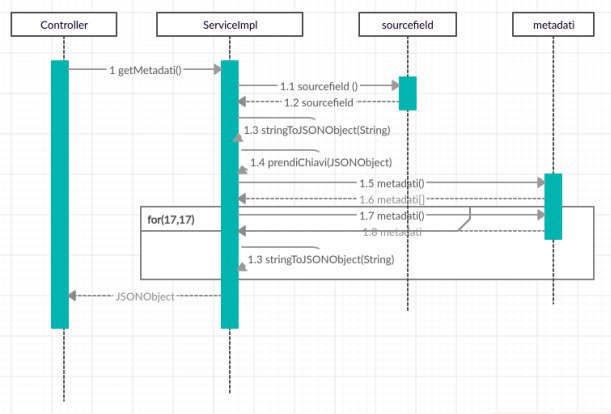 Controller
ServiceImpl
sourcefield
metadati
1 getMetadati()
1.1 sourcefield ()
1.2 sourcefield
1.3 stringToJSONObject(String)
1.4 prendiChiavi(JSONObject)
1.5 metadati()
1.6 metadati[]
for(17,17)
1.7 metadati()
1.8 metadati
1.3 stringToJSONObject(String)
JSONObject